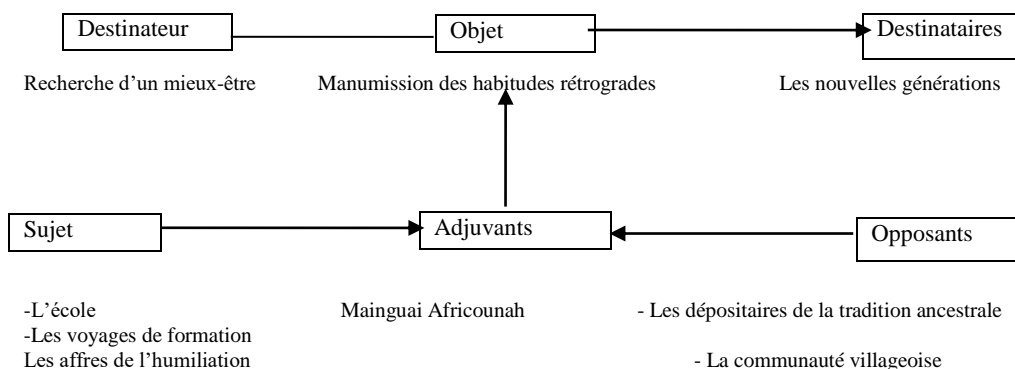 Destinateur
Objet
Destinataires
Recherche d’un mieux-être
Manumission des habitudes rétrogrades
Les nouvelles générations
Sujet
Adjuvants
Opposants
-L’école
Mainguai Africounah
- Les dépositaires de la tradition ancestrale
-Les voyages de formation
Les affres de l’humiliation
- La communauté villageoise